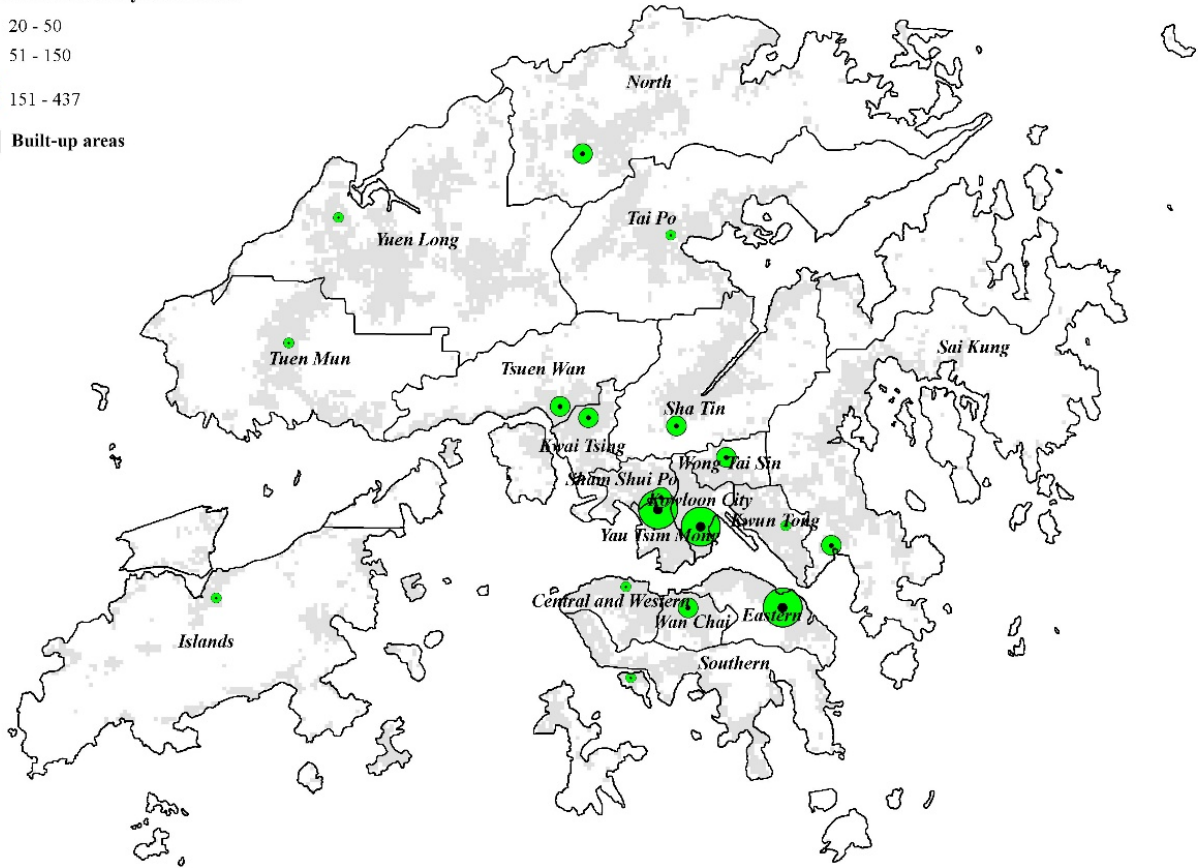 20 - 50
51 - 150
151 - 437
Built-up areas
North
Tai Po
Yuen Long
Tuen Mun
Sai Kung
Tsuen Wan
Sha Tin
Kwai Tsing
Wong Tai Sin
Sham Shui Po
Kowloon City
Kwun Tong
Yau Tsim Mong
Central and Western
Wan Chai
Eastern
Islands
Southern